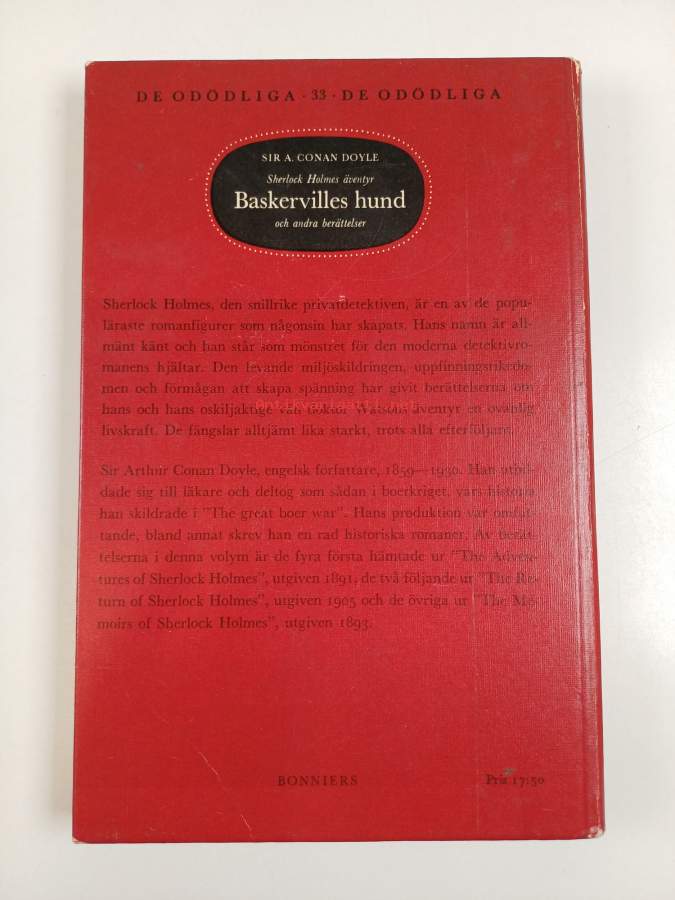 DE ODÖDLIGA · 33 · DE ODÖDLIGA
SIR A. CONAN DOYLE
Sherlock Holmes äventyr
Baskervilles hund
och andra berättelser
Sherlock Holmes, den snillrike privatdetektiven, är en av de popu-
läraste romanfigurer som någonsin har skapats. Hans namn är all-
mänt känt och han står som mönstret för den moderna detektivro-
manens hjältar. Den levande miljöskildringen, uppfinningsrikedo-
men och förmågan att skapa spänning har givit berättelserna om
hans och hans oskiljaktige vän doktor Watsons äventyr en ovanlig
livskraft. De fängslar alltjämt lika starkt, trots alla efterföljare.
Sir Arthur Conan Doyle, engelsk författare, 1859—1930. Han utbil-
dade sig till läkare och deltog som sådan i boerkriget, vars historia
han skildrade i "The great boer war". Hans produktion var omfat-
tande, bland annat skrev han en rad historiska romaner. Av berät-
telserna i denna volym är de fyra första hämtade ur "The Adven-
tures of Sherlock Holmes", utgiven 1891, de två följande ur "The Re-
turn of Sherlock Holmes", utgiven 1905 och de övriga ur "The Me-
moirs of Sherlock Holmes", utgiven 1893.
BONNIERS
Pris 17:50
Antikvariaatti.net